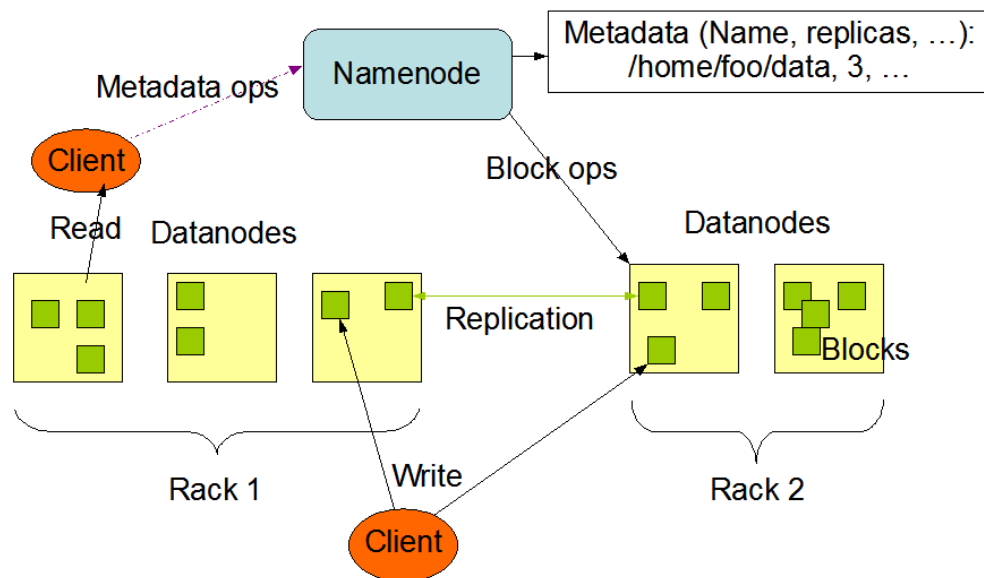 Metadata (Name, replicas, …):
/home/foo/data, 3, …
Namenode
Metadata ops
Client
Block ops
Read
Datanodes
Datanodes
Replication
Blocks
Rack 1
Write
Rack 2
Client